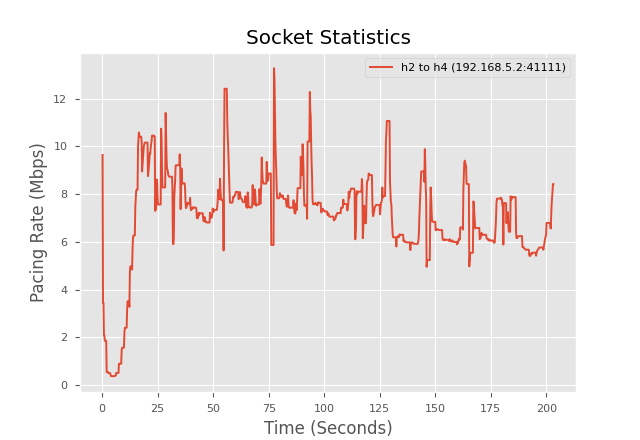 Socket Statistics
h2 to h4 (192.168.5.2:41111)
Pacing Rate (Mbps)
12
10
8
6
4
2
0
0 25 50 75 100 125 150 175 200
Time (Seconds)